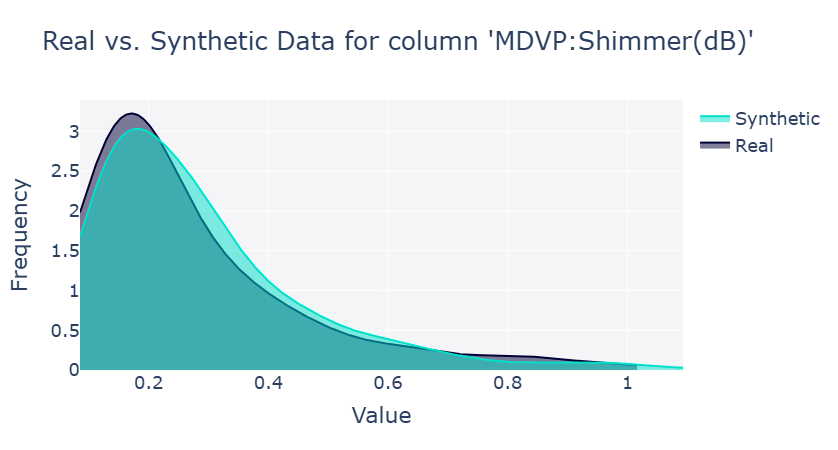 Real vs. Synthetic Data for column 'MDVP:Shimmer(dB)'
Synthetic
Real
Frequency
3
2.5
2
1.5
1
0.5
0
0.2
0.4
0.6
0.8
1
Value